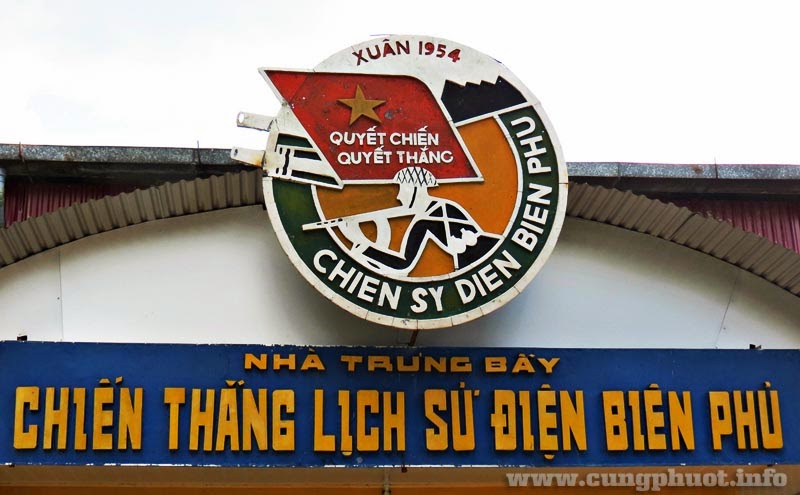 XUÂN 1954
QUYẾT CHIẾN
QUYẾT THẮNG
CHIEN SY DIEN BIEN PHU
NHÀ TRƯNG BẦY
CHIẾN THẮNG LỊCH SỬ ĐIỆN BIÊN PHỦ
www.cungphuot.info